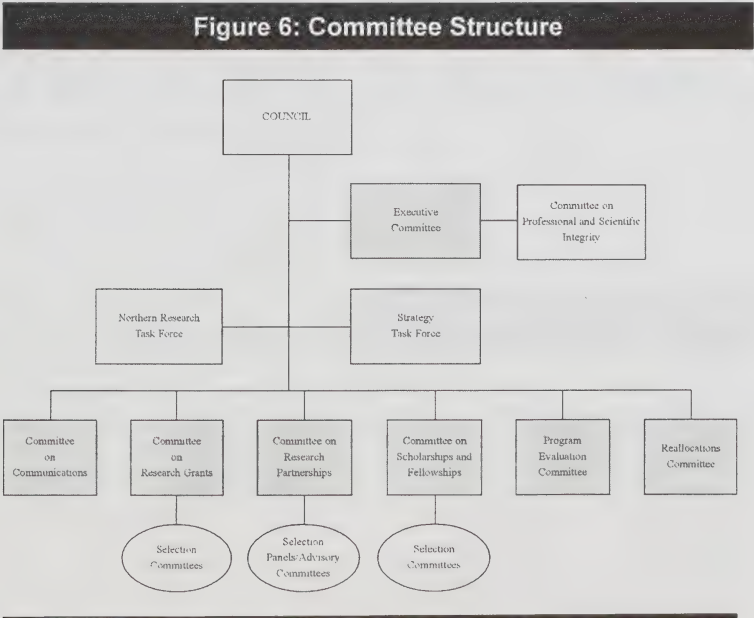 Figure 6: Committee Structure
COUNCIL
Executive
Committee
Committee on
Professional and Scientific
Integrity
Northern Research
Task Force
Strategy
Task Force
Committee
on
Communications
Committee
on
Research Grants
Committee on
Research
Partnerships
Committee on
Scholarships and
Fellowships
Program
Evaluation
Committee
Reallocations
Committee
Selection
Committees
Selection
Panels/Advisory
Committees
Selection
Committees